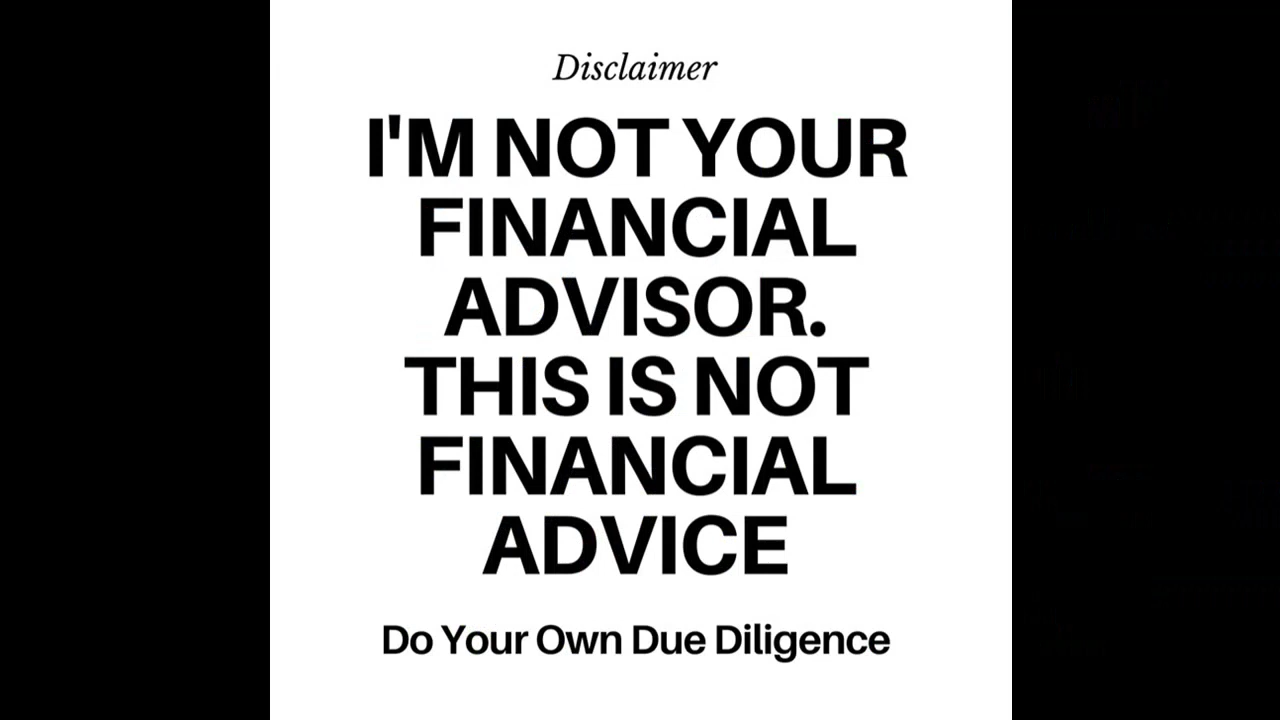 Disclaimer
I'M NOT YOUR
FINANCIAL
ADVISOR.
THIS IS NOT
FINANCIAL
ADVICE
Do Your Own Due Diligence